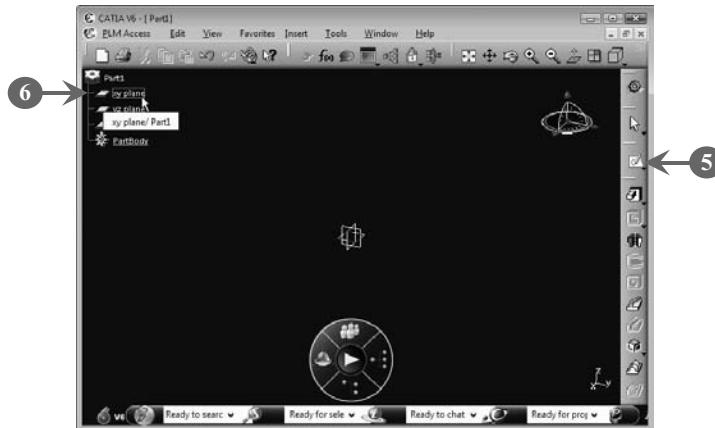 CATIA V6 - [Part1]
PLM Access Edit View Favorites Insert Tools Window Help
6
Part1
xy plane
yz plane
xy plane/ Part1
PartBody
5
z
y
x
V6
Ready to searc
Ready for sele
Ready to chat
Ready for proj